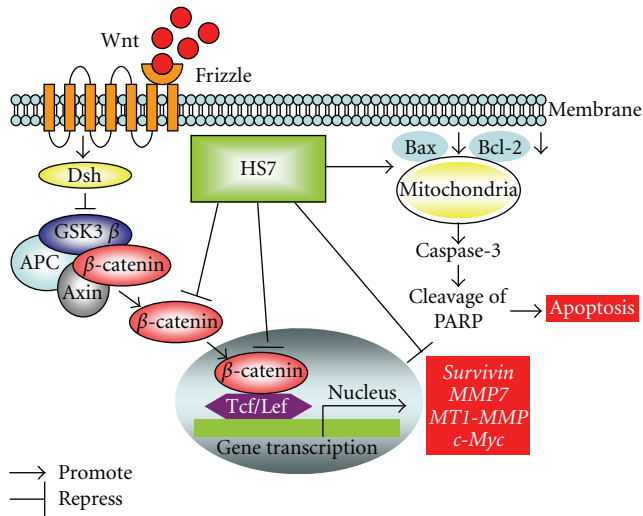 Wnt
Frizzle
Membrane
Dsh
HS7
Bax
Bcl-2
Mitochondria
GSK3 β
APC
β-catenin
Axin
Caspase-3
β-catenin
Cleavage of
PARP
Apoptosis
β-catenin
Tcf/Lef
Nucleus
Gene transcription
Survivin
MMP7
MT1-MMP
c-Myc
Promote
Repress